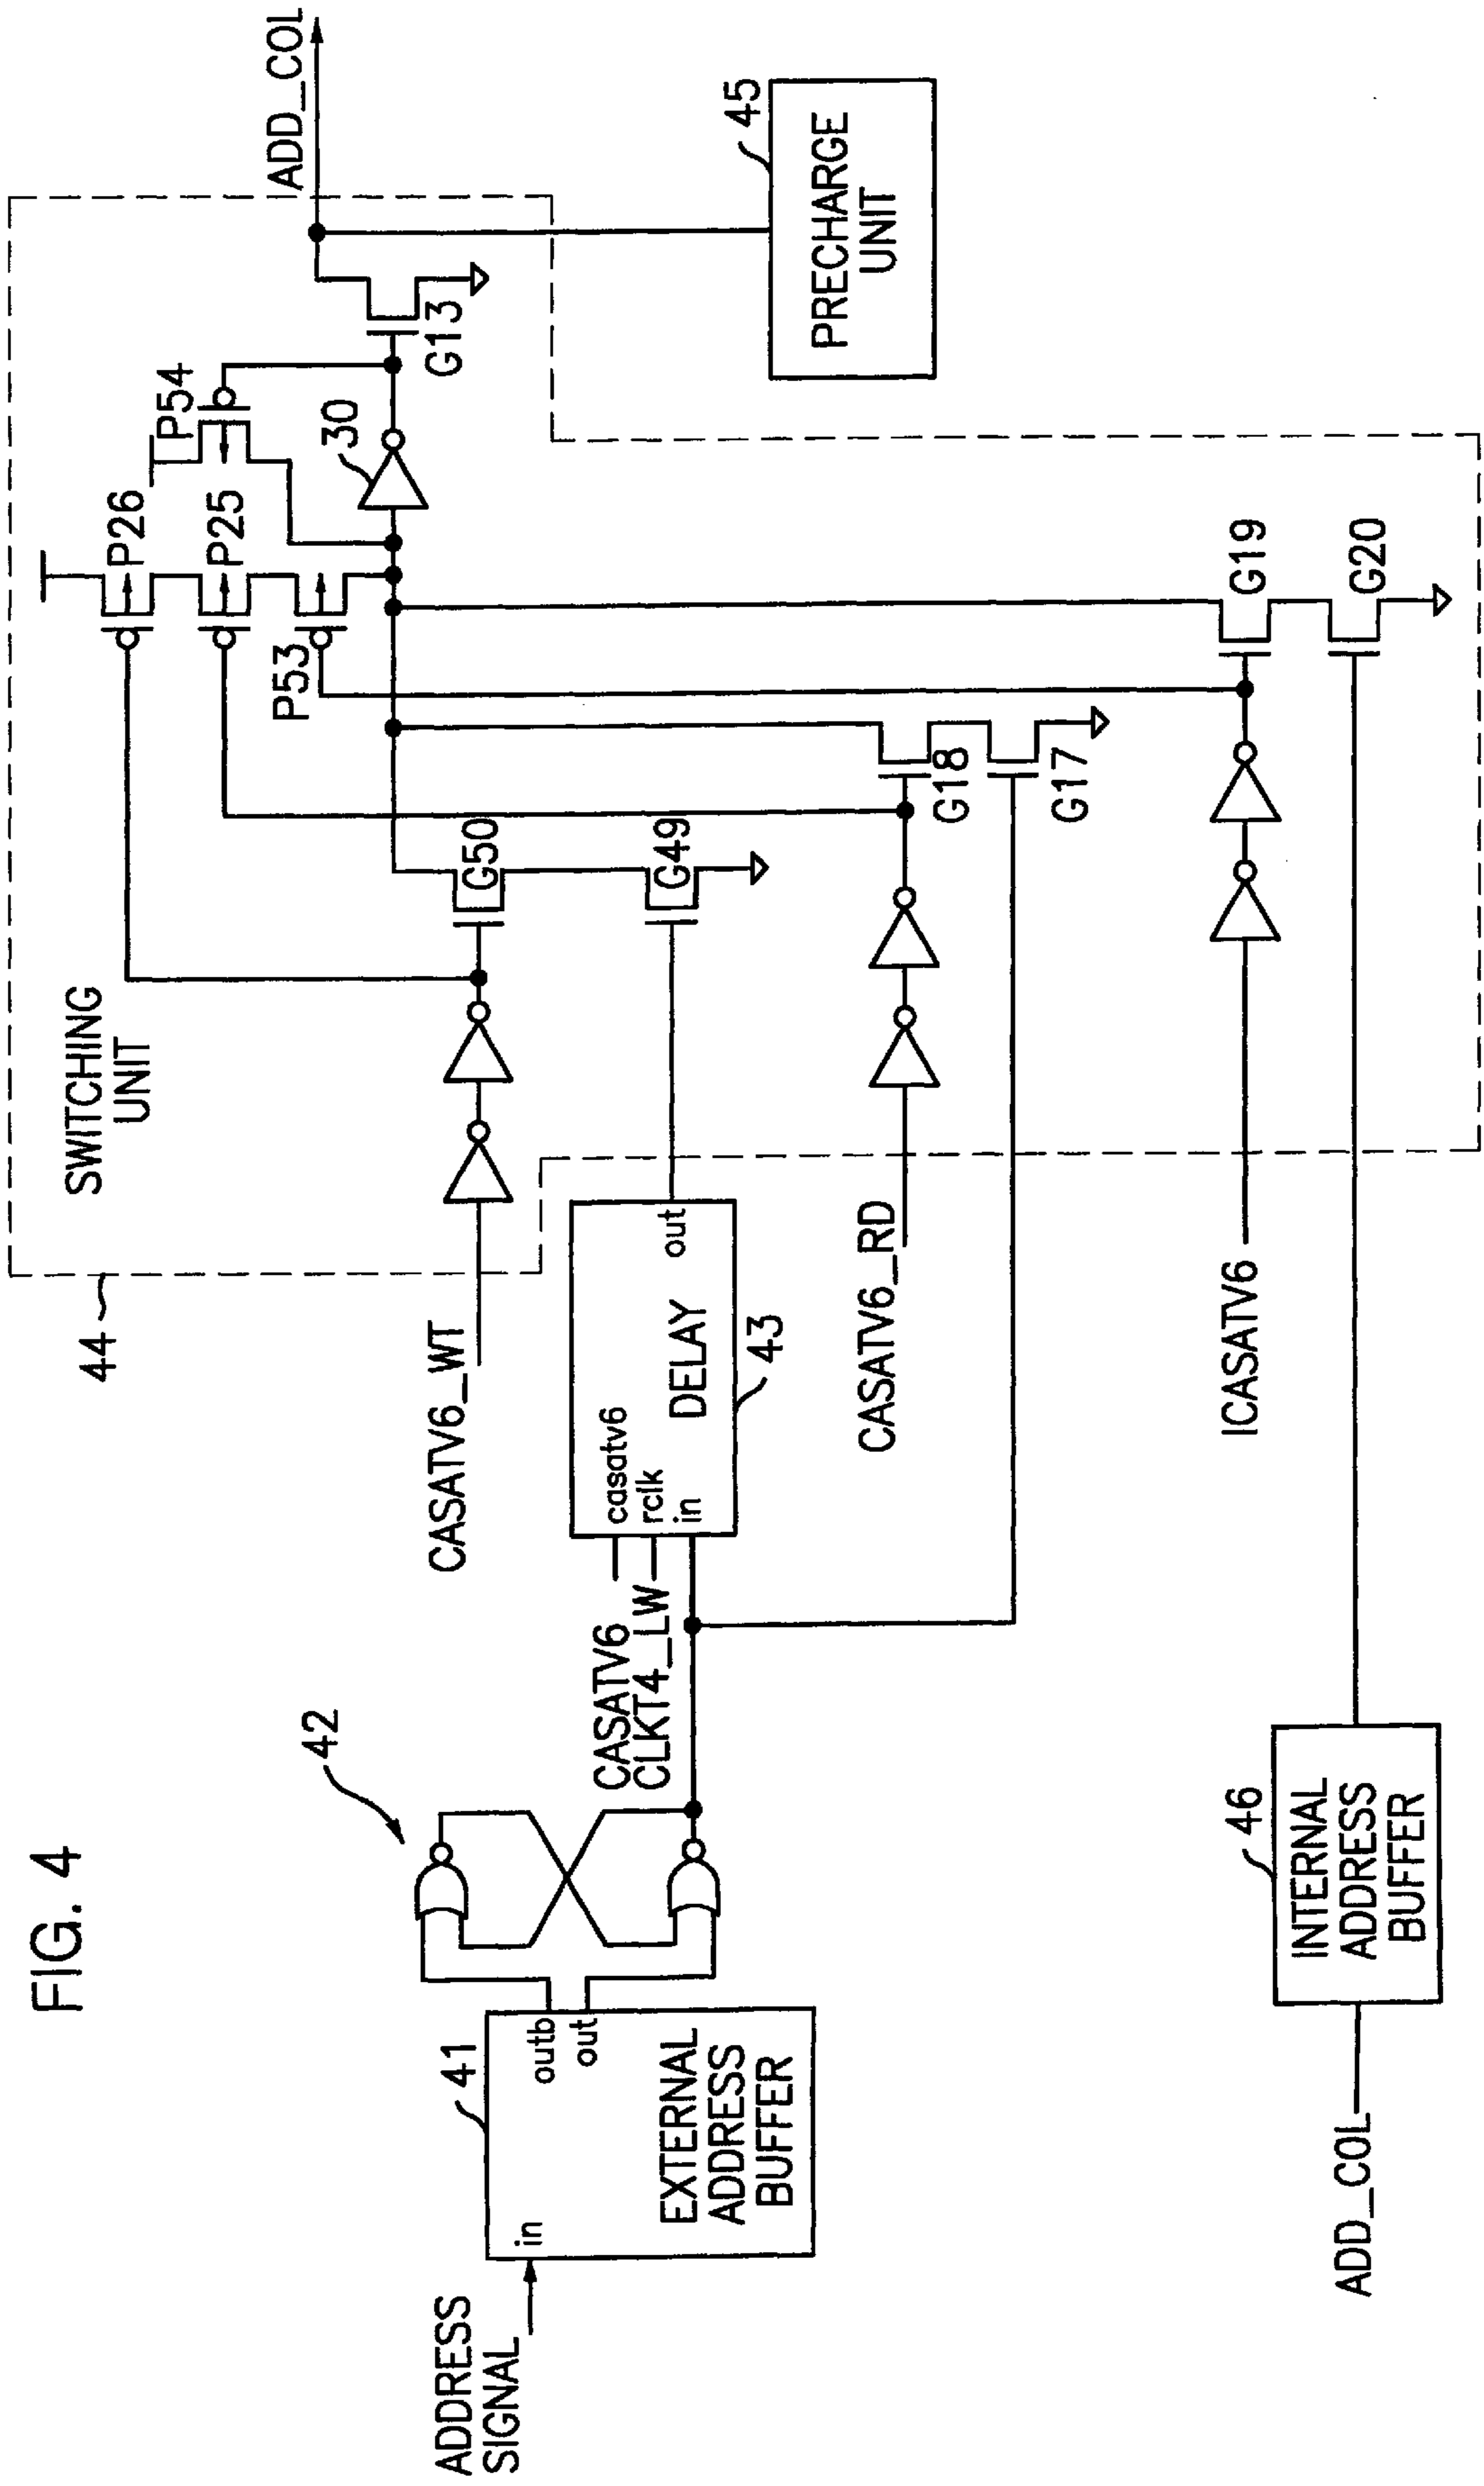 FIG. 4
ADDRESS
SIGNAL
in
outb
out
EXTERNAL
ADDRESS
BUFFER
41
42
CASATV6
CLKT4_LW
casatv6
rclk
in
out
DELAY
43
CASATV6_WT
CASATV6_RD
ICASATV6
ADD_COL
INTERNAL
ADDRESS
BUFFER
46
44
SWITCHING
UNIT
G50
G49
G18
G17
G19
G20
P26
P25
P53
P54
30
G13
ADD_COL
PRECHARGE
UNIT
45